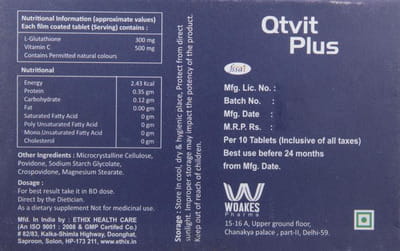 Nutritional Information (approximate values)
Each film coated tablet (Serving) contains :
L-Glutathione 300 mg
Vitamin C 500 mg
Contains Permitted natural colours
Nutritional
Energy 2.43 Kcal
Protein 0.35 gm
Carbohydrate 0.12 gm
Fat 0.00 gm
Saturated Fatty Acid 0 gm
Poly Unsaturated Fatty Acid 0 gm
Mono.Unsaturated Fatty Acid 0 gm
Cholesterol 0 gm
Other Ingredients : Microcrystalline Cellulose,
Povidone, Sodium Starch Glycolate,
Crospovidone, Magnesium Stearate.
Dosage :
For best result take it in BD dose.
Direct by the Dietician.
As a dietary supplement Not for medicinal use.
Mfd. In India by : ETHIX HEALTH CARE
(An ISO 9001 : 2008 & GMP Certifed Co.)
# 82/83, Kalka-Shimla Highway, Doonghat,
Saproon, Solon, HP-173 211, www.ethix.in
Storage : Store In cool, dry & hygienic place, Protect from direct
sunlight. Improper storage may impact the potency of the product.
Keep out of reach of children.
Qtvit
Plus
fssai
Mfg. Lic. No. :
Batch No. :
Mfg. Date :
M.R.P. Rs. :
Per 10 Tablets (Inclusive of all taxes)
Best use before 24 months
from Mfg. Date.
WOAKES
Pharma
15-16 A, Upper ground floor,
Chanakya palace , part-II, Delhi-59.